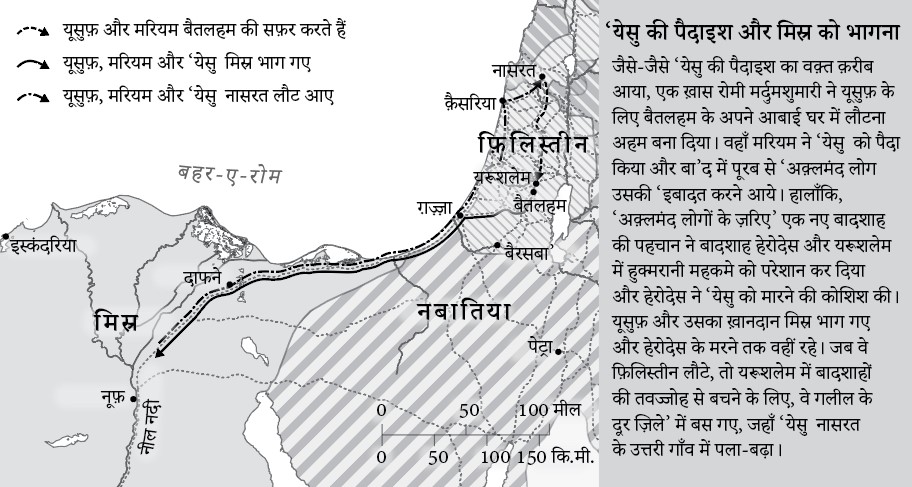 यूसुफ़ और मरियम बैतलहम की सफ़र करते हैं
यूसुफ़, मरियम और ‘येसु मिस्र भाग गए
यूसुफ़, मरियम और ‘येसु नासरत लौट आए
नासरत
क़ैसरिया
फ़िलिस्तीन
बहर-ए-रोम
यरूशलेम
बैतलहम
ग़ज़्ज़ा
इस्कंदरिया
बैरसबा’
दाफने
नबातिया
मिस्र
पेट्रा
नूफ़
नील नदी
0 50 100 मील
0 50 100 150 कि.मी.
‘येसु की पैदाइश और मिस्र को भागना
जैसे-जैसे ‘येसु की पैदाइश का वक़्त क़रीब
आया, एक ख़ास रोमी मर्दुमशुमारी ने यूसुफ़ के
लिए बैतलहम के अपने आबाई घर में लौटना
अहम बना दिया। वहाँ मरियम ने ‘येसु को पैदा
किया और बा’द में पूरब से ‘अक़्लमंद लोग
उसकी ‘इबादत करने आये। हालाँकि,
‘अक़्लमंद लोगों के ज़रिए’ एक नए बादशाह
की पहचान ने बादशाह हेरोदेस और यरूशलेम
में हुक्मरानी महकमे को परेशान कर दिया
और हेरोदेस ने ‘येसु को मारने की कोशिश की।
यूसुफ़ और उसका ख़ानदान मिस्र भाग गए
और हेरोदेस के मरने तक वहीं रहे। जब वे
फ़िलिस्तीन लौटे, तो यरूशलेम में बादशाहों
की तवज्जोह से बचने के लिए, वे गलील के
दूर ज़िले’ में बस गए, जहाँ ‘येसु नासरत
के उत्तरी गाँव में पला-बढ़ा।